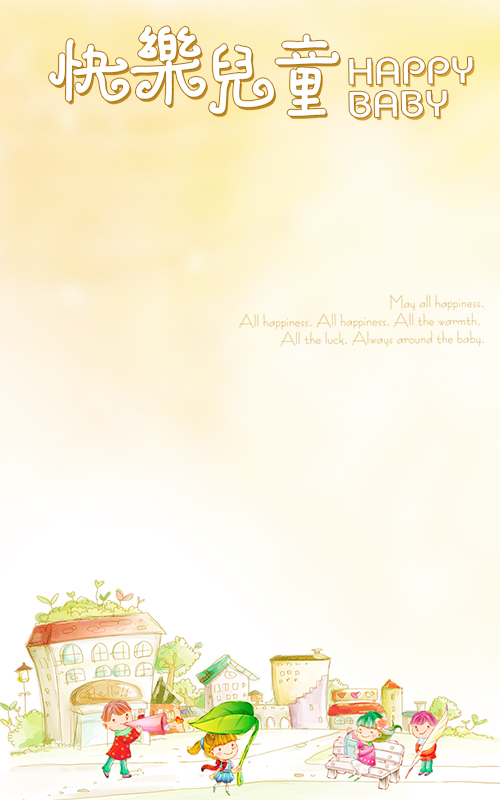 快樂兒童
HAPPY
BABY
May all happiness.
All happiness. All happiness. All the warmth.
All the luck. Always around the baby.